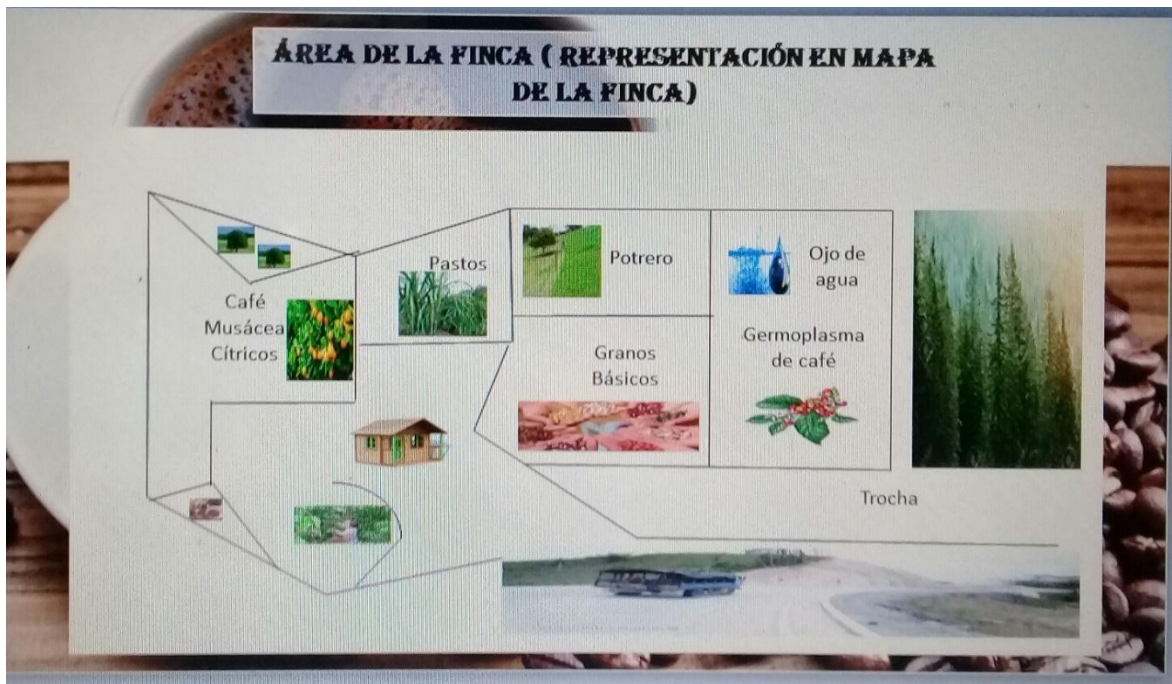 ÁREA DE LA FINCA ( REPRESENTACIÓN EN MAPA
DE LA FINCA)
Pastos
Potrero
Ojo de
agua
Café
Musácea
Cítricos
Granos
Básicos
Germoplasma
de café
Trocha